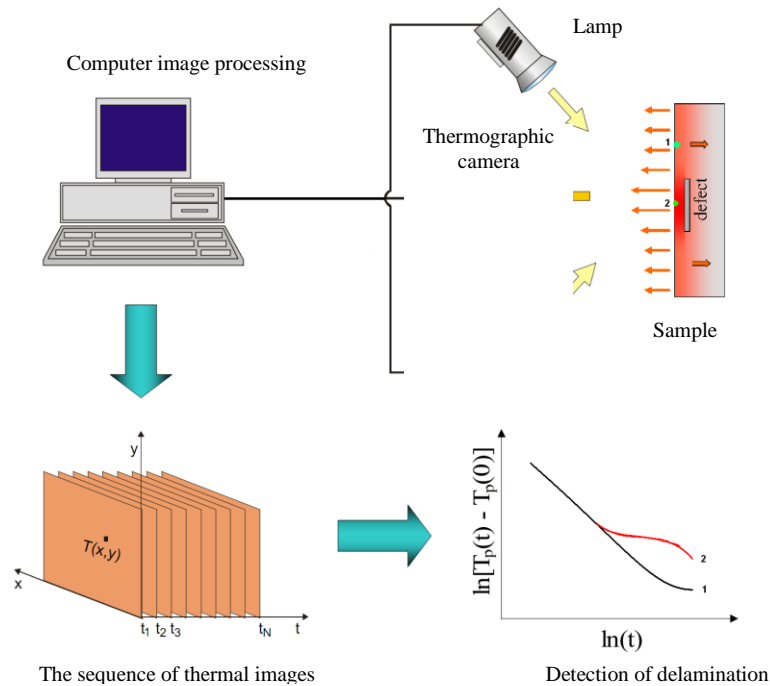 Lamp
Computer image processing
Thermographic
camera
1
2
defect
Sample
y
T(x,y)
x
t1 t2 t3 tN t
ln[Tp(t) - Tp(0)]
2
1
ln(t)
The sequence of thermal images
Detection of delamination